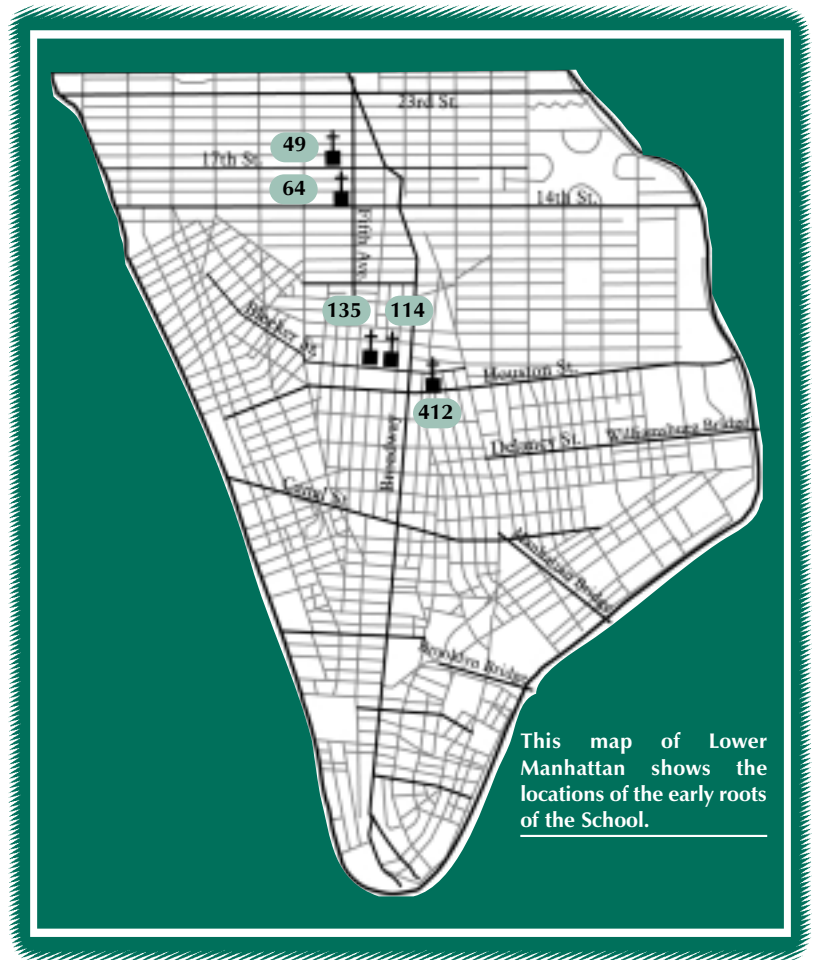 23rd St.
49
17th St.
64
14th St.
Fifth Ave.
135 114
Bleecker St.
Houston St.
412
Broadway
Delancy St.
Williamsburg Bridge
Canal St.
Manhattan Bridge
Brooklyn Bridge
This map of Lower
Manhattan shows the
locations of the early roots
of the School.